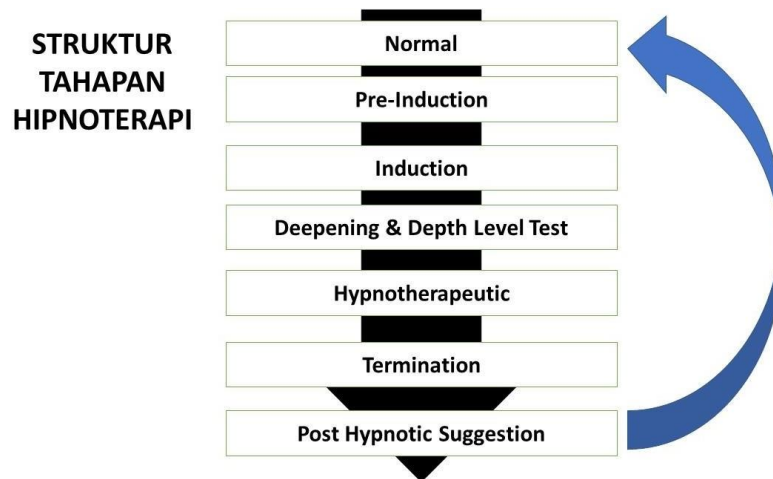 STRUKTUR
TAHAPAN
HIPNOTERAPI
Normal
Pre-Induction
Induction
Deepening & Depth Level Test
Hypnotherapeutic
Termination
Post Hypnotic Suggestion